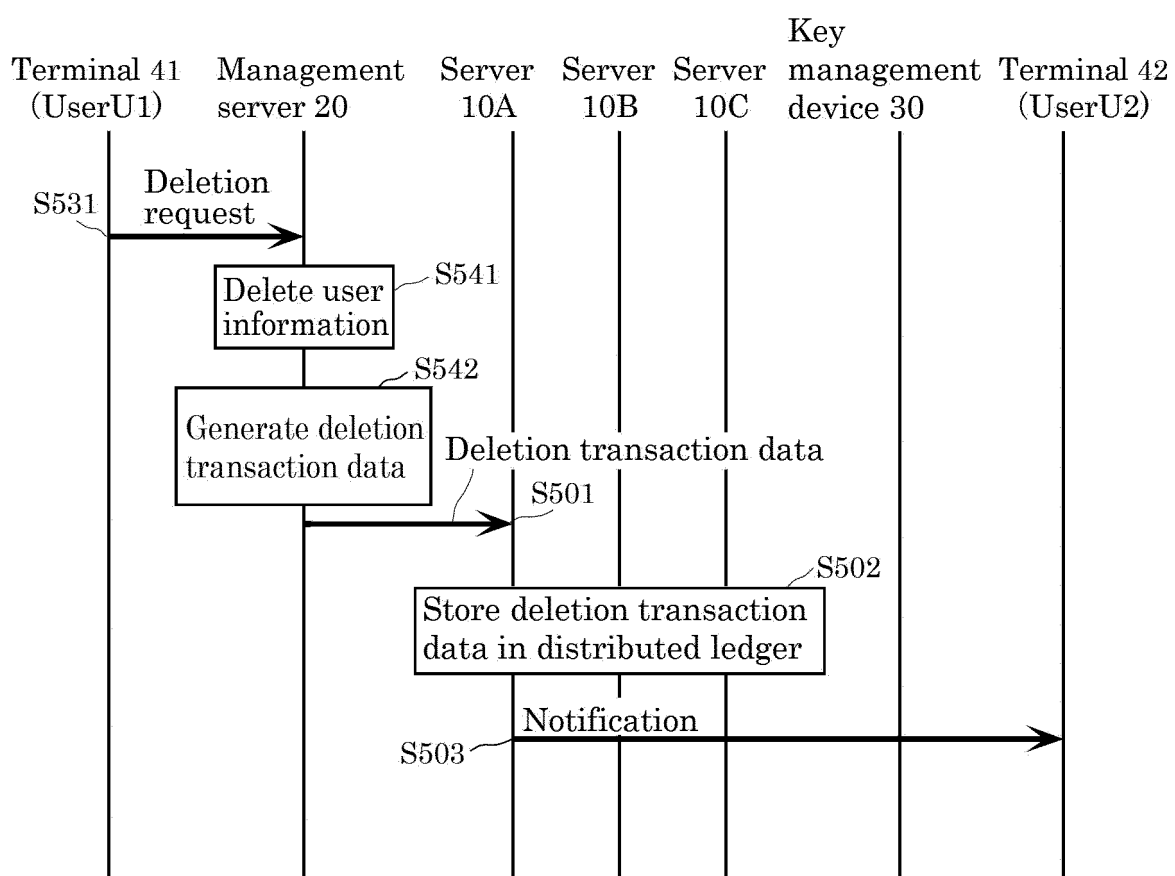 Terminal 41
(UserU1)
Management
server 20
Server
10A
Server
10B
Server
10C
Key
management
device 30
Terminal 42
(UserU2)
S531
Deletion
request
S541
Delete user
information
S542
Generate deletion
transaction data
Deletion transaction data
S501
S502
Store deletion transaction
data in distributed ledger
Notification
S503